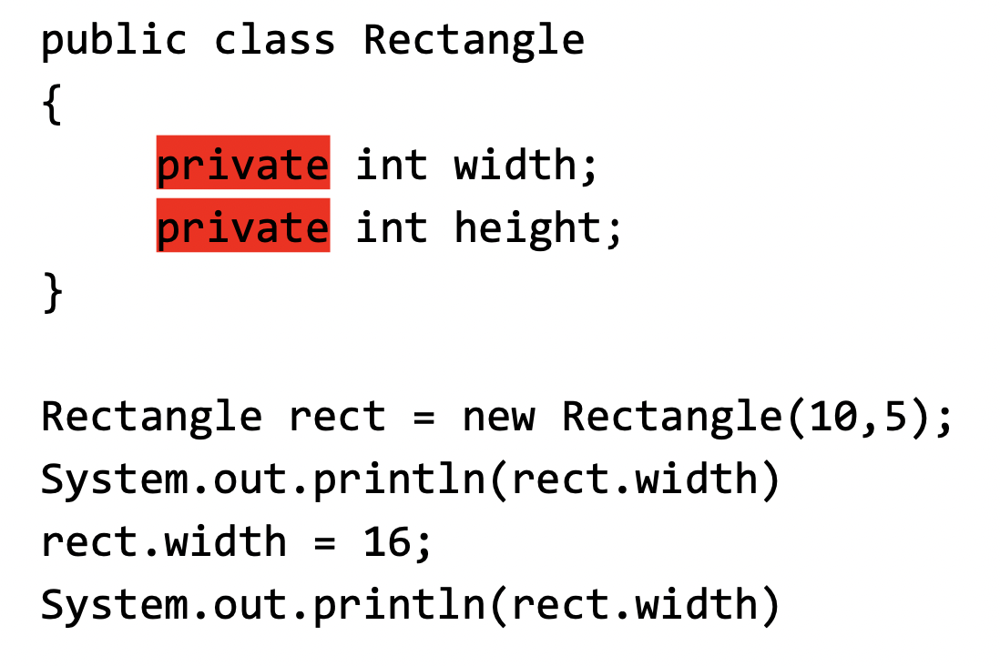 public class Rectangle
{
private int width;
private int height;
}
Rectangle rect = new Rectangle(10,5);
System.out.println(rect.width)
rect.width = 16;
System.out.println(rect.width)